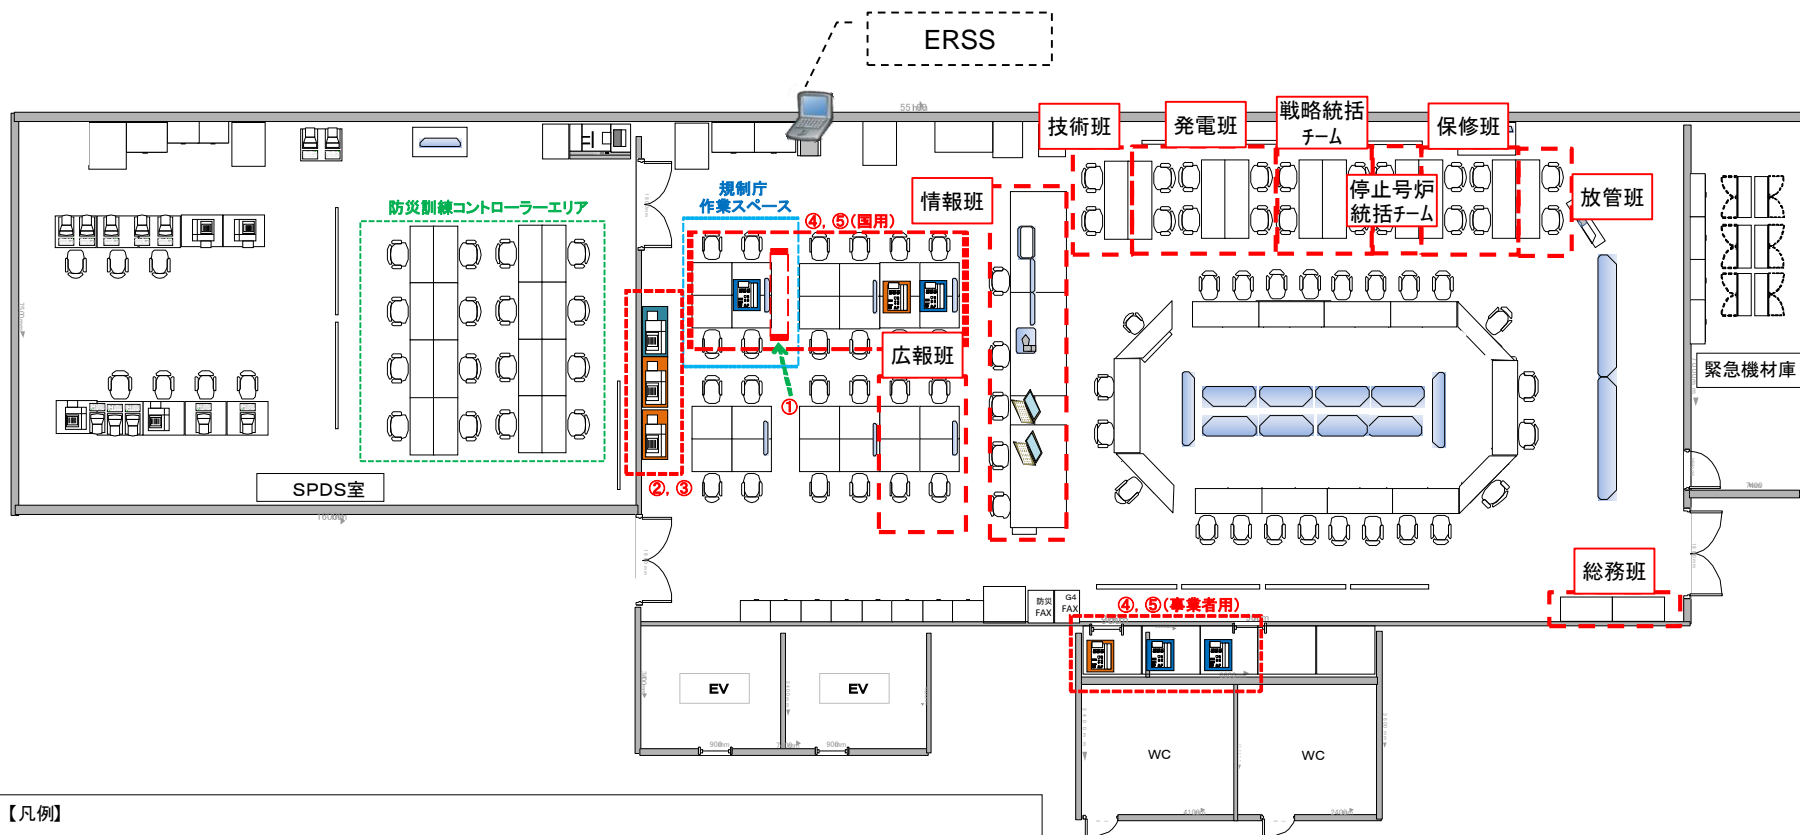 ERSS
技術班
発電班
戦略統括
チーム
保修班
停止号炉
統括チーム
放管班
情報班
規制庁
作業スペース
④, ⑤(国用)
防災訓練コントローラーエリア
広報班
①
②, ③
緊急機材庫
SPDS室
総務班
防災
FAX
G4
FAX
④, ⑤(事業者用)
EV
EV
WC
WC
【凡例】